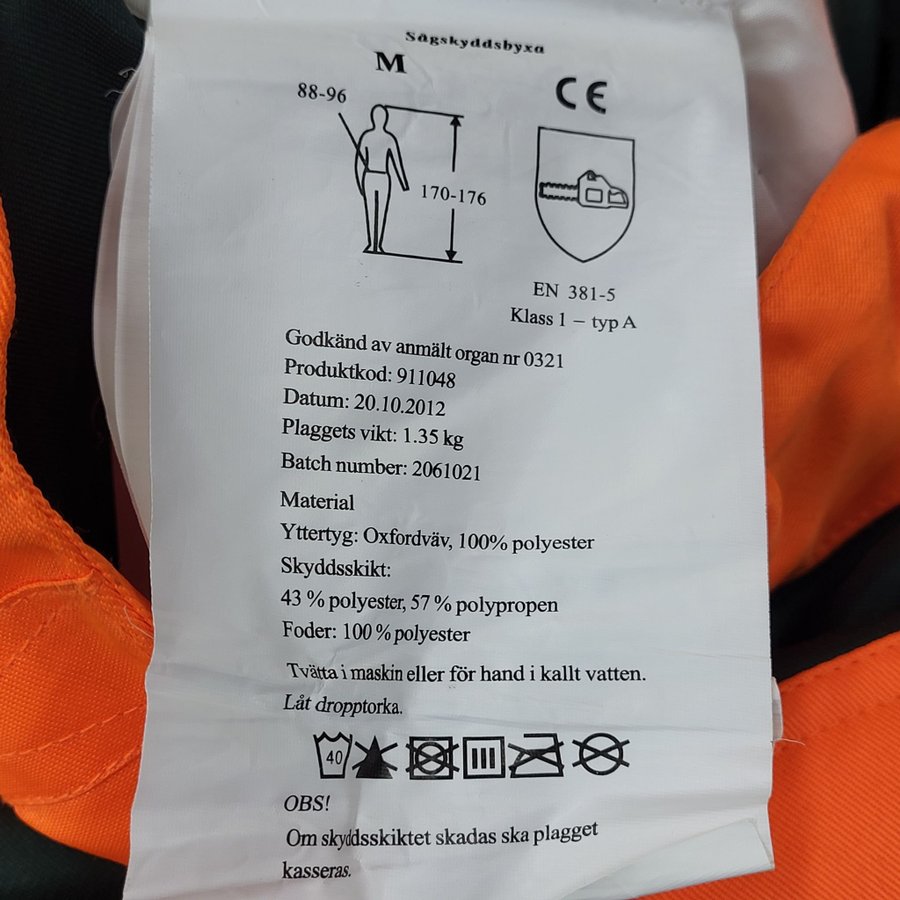 Sågskyddsbyxa
M
CE
88-96
170-176
EN 381-5
Klass 1 – typ A
Godkänd av anmält organ nr 0321
Produktkod: 911048
Datum: 20.10.2012
Plaggets vikt: 1.35 kg
Batch number: 2061021
Material
Yttertyg: Oxfordväv, 100% polyester
Skyddsskikt:
43 % polyester, 57 % polypropen
Foder: 100 % polyester
Tvätta i maskin eller för hand i kallt vatten.
Låt dropptorka.
40
OBS!
Om skyddsskiktet skadas ska plagget
kasseras.